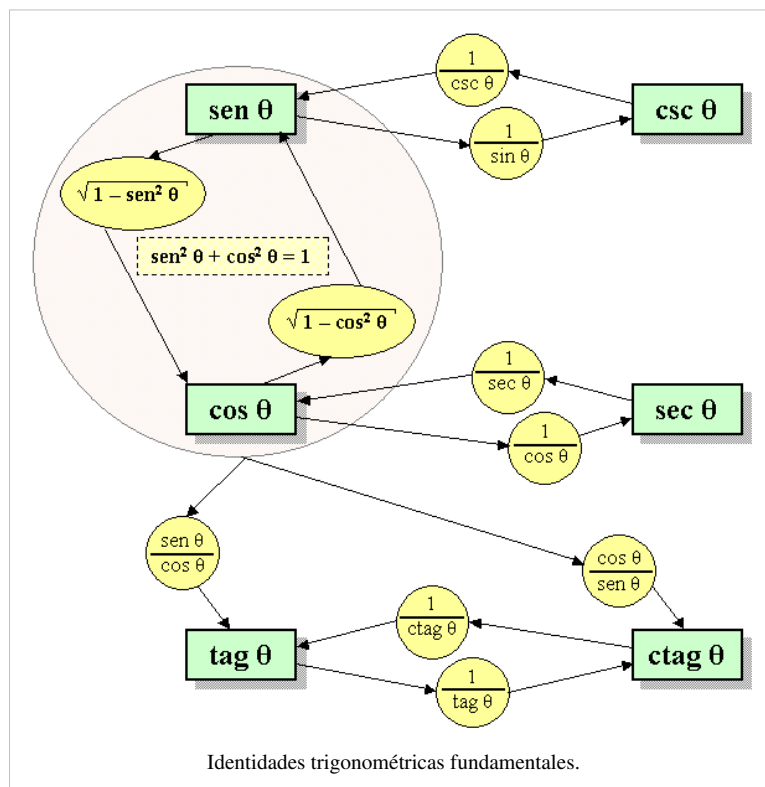 1
csc θ
sen θ
csc θ
1
sin θ
√1 − sen² θ
sen² θ + cos² θ = 1
√1 − cos² θ
1
sec θ
cos θ
sec θ
1
cos θ
sen θ
cos θ
cos θ
sen θ
1
ctag θ
tag θ
ctag θ
1
tag θ
Identidades trigonométricas fundamentales.